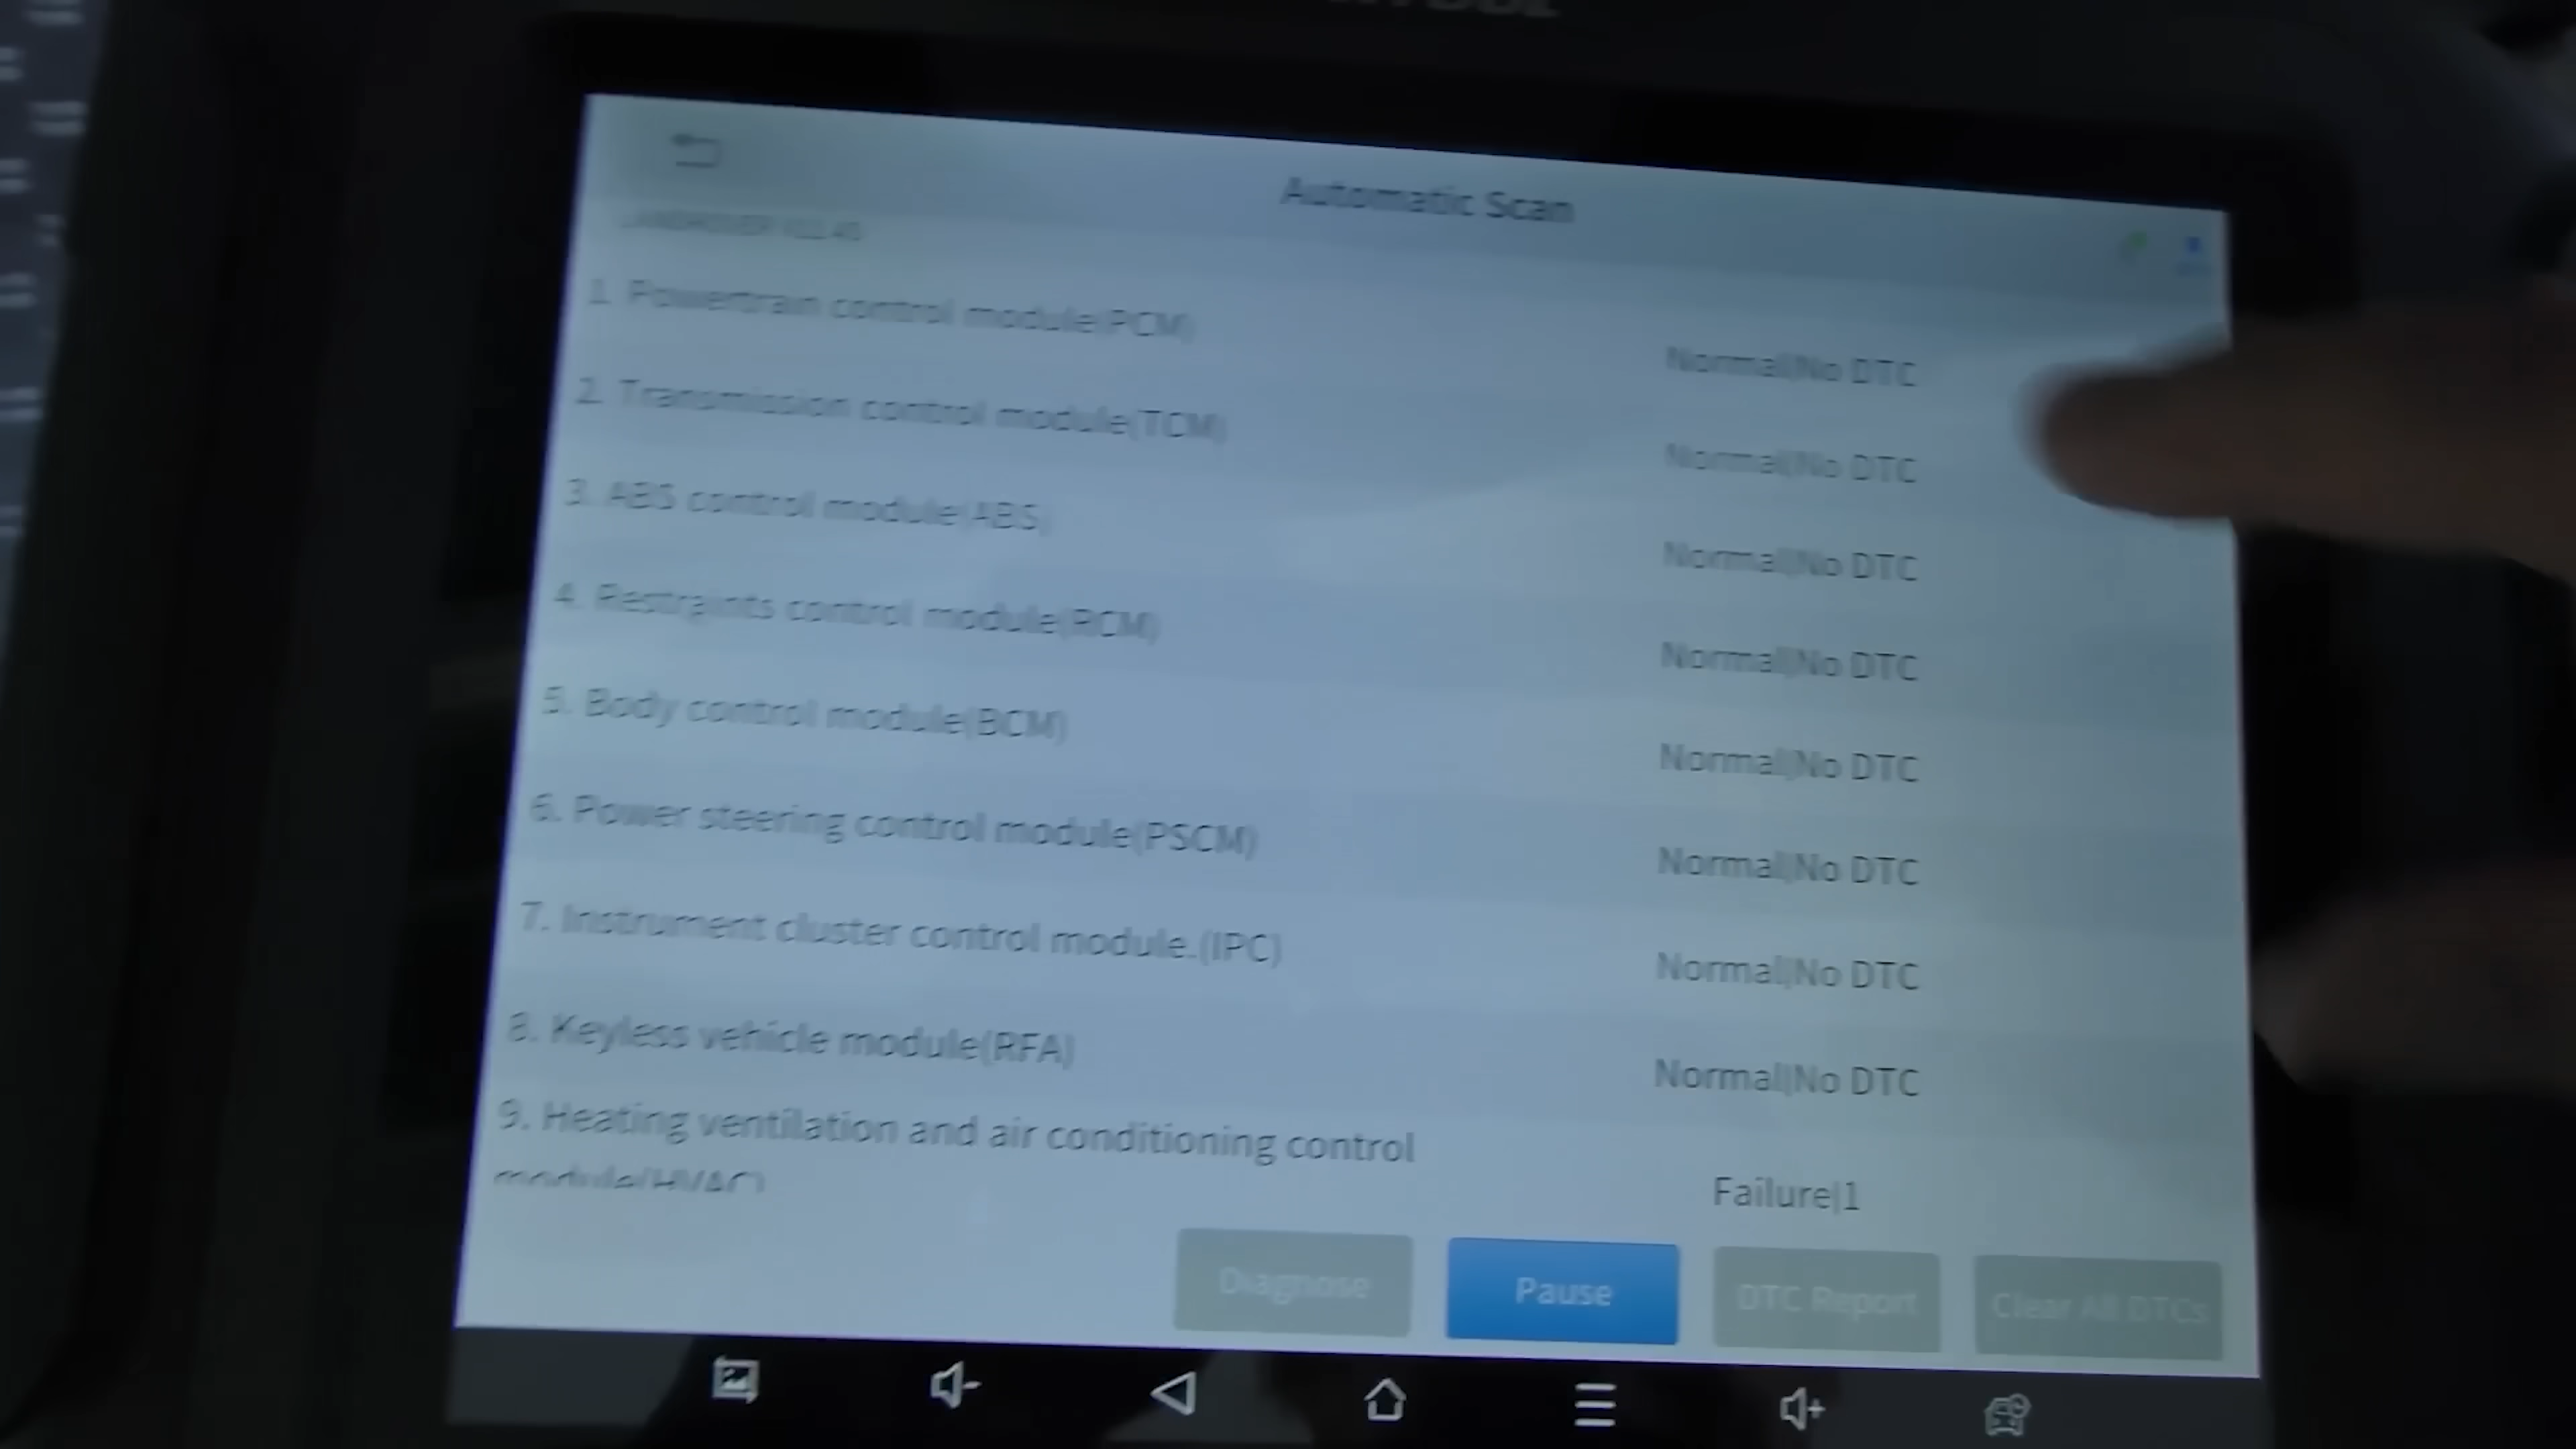 Automatic Scan
1. Powertrain control module(PCM)
Normal|No DTC
2. Transmission control module(TCM)
Normal|No DTC
3. ABS control module(ABS)
Normal|No DTC
4. Restraints control module(RCM)
Normal|No DTC
5. Body control module(BCM)
Normal|No DTC
6. Power steering control module(PSCM)
Normal|No DTC
7. Instrument cluster control module.(IPC)
Normal|No DTC
8. Keyless vehicle module(RFA)
Normal|No DTC
9. Heating ventilation and air conditioning control
module(HVAC)
Failure|1
Diagnose
Pause
DTC Report
Clear All DTCs